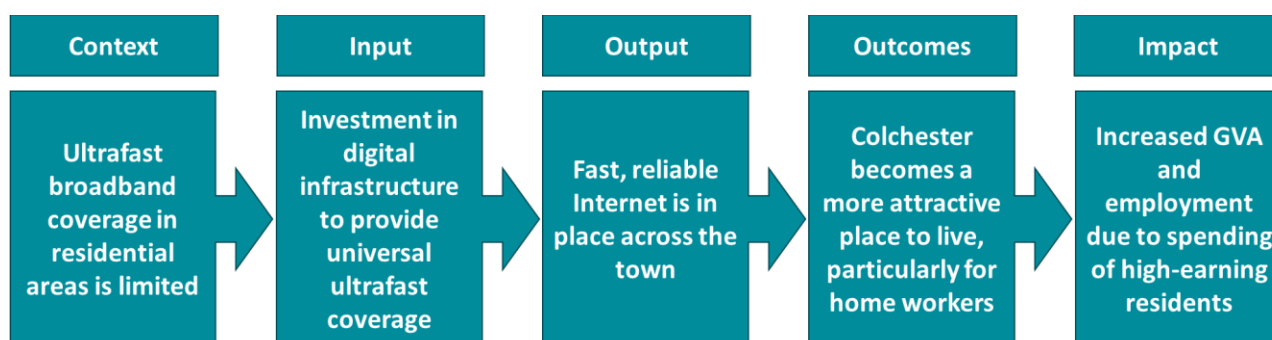 Context
Input
Output
Outcomes
Impact
Ultrafast
broadband
coverage in
residential
areas is limited
Investment in
digital
infrastructure
to provide
universal
ultrafast
coverage
Fast, reliable
Internet is in
place across the
town
Colchester
becomes a
more attractive
place to live,
particularly for
home workers
Increased GVA
and
employment
due to spending
of high-earning
residents